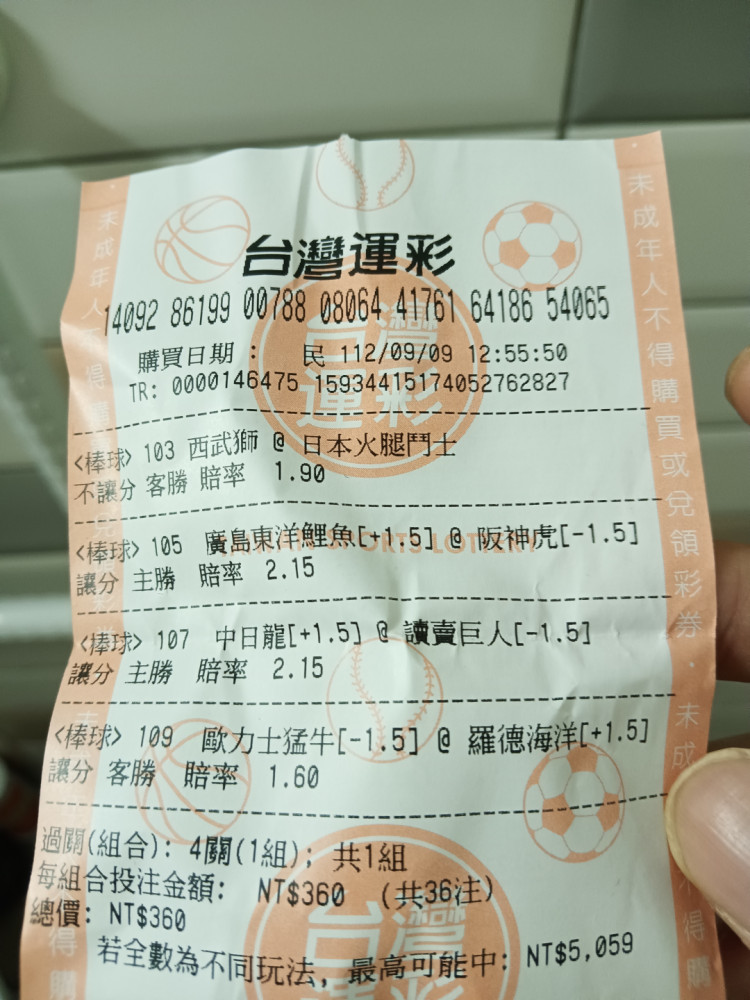 台灣運彩
14092 86199 00788 08064 41761 64186 54065
購買日期： 民 112/09/09 12:55:50
TR: 0000146475 15934415174052762827
<棒球> 103 西武獅 @ 日本火腿鬥士
不讓分 客勝 賠率 1.90
<棒球> 105 廣島東洋鯉魚[+1.5] @ 阪神虎[-1.5]
讓分 主勝 賠率 2.15
<棒球> 107 中日龍[+1.5] @ 讀賣巨人[-1.5]
讓分 主勝 賠率 2.15
<棒球> 109 歐力士猛牛[-1.5] @ 羅德海洋[+1.5]
讓分 客勝 賠率 1.60
過關(組合): 4關(1組); 共1組
每組合投注金額: NT$360 (共36注)
總價: NT$360
若全數為不同玩法, 最高可能中: NT$5,059
未成年人不得購買或兌領彩券・未成
台灣運彩